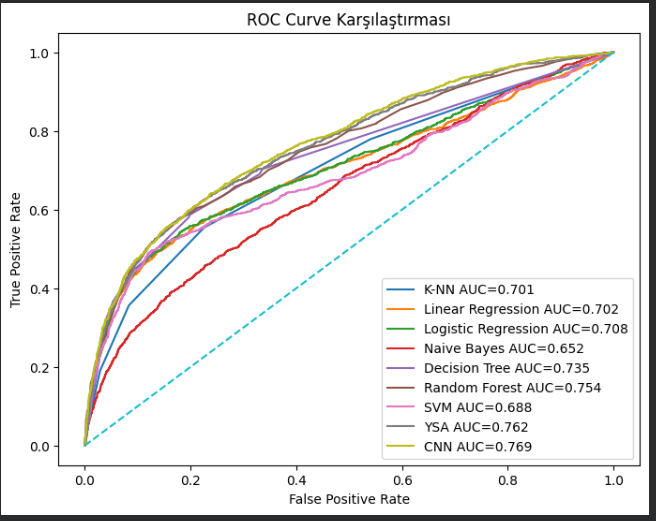 ROC Curve Karşılaştırması
True Positive Rate
1.0
0.8
0.6
0.4
0.2
0.0
K-NN AUC=0.701
Linear Regression AUC=0.702
Logistic Regression AUC=0.708
Naive Bayes AUC=0.652
Decision Tree AUC=0.735
Random Forest AUC=0.754
SVM AUC=0.688
YSA AUC=0.762
CNN AUC=0.769
0.0 0.2 0.4 0.6 0.8 1.0
False Positive Rate